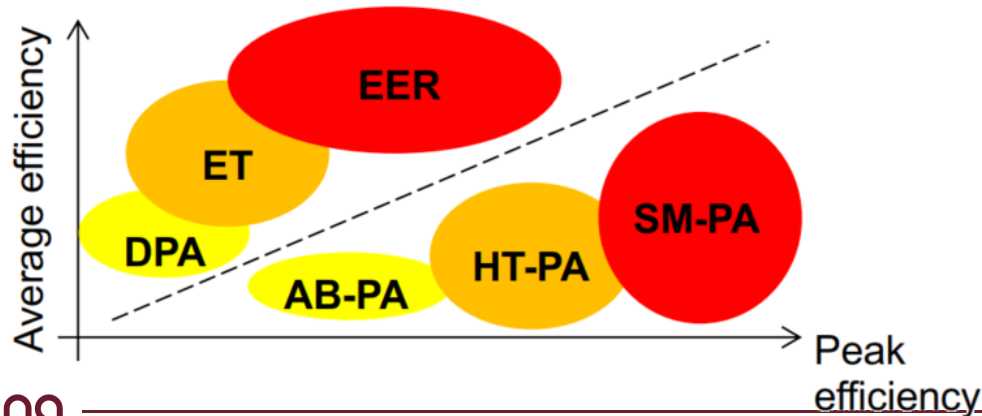 Average efficiency
EER
ET
SM-PA
DPA
HT-PA
AB-PA
Peak
efficiency